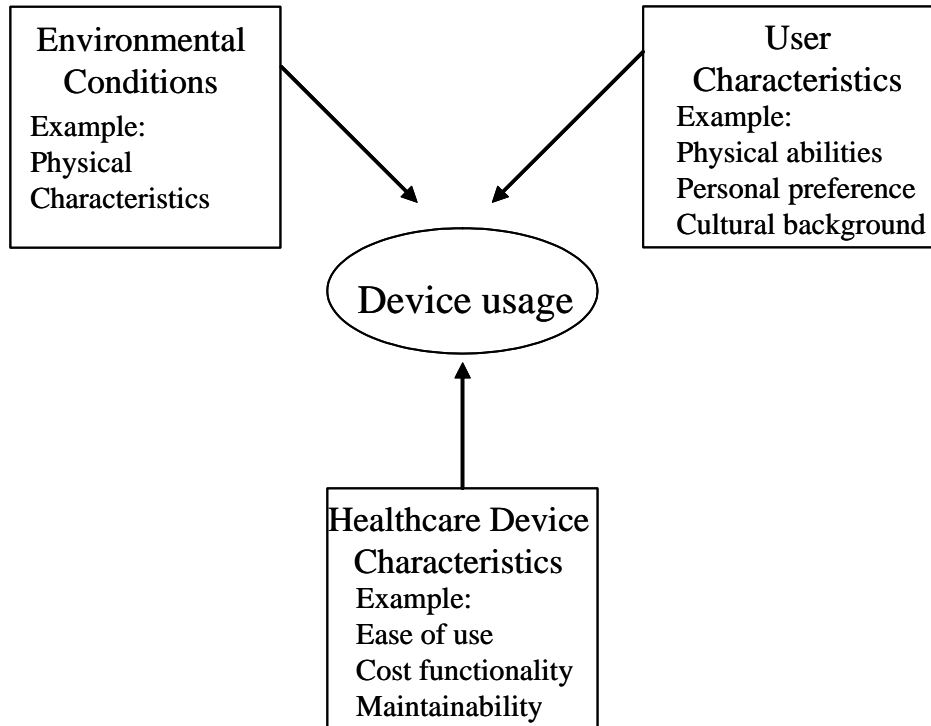 Environmental
Conditions
Example:
Physical
Characteristics
User
Characteristics
Example:
Physical abilities
Personal preference
Cultural background
Device usage
Healthcare Device
Characteristics
Example:
Ease of use
Cost functionality
Maintainability